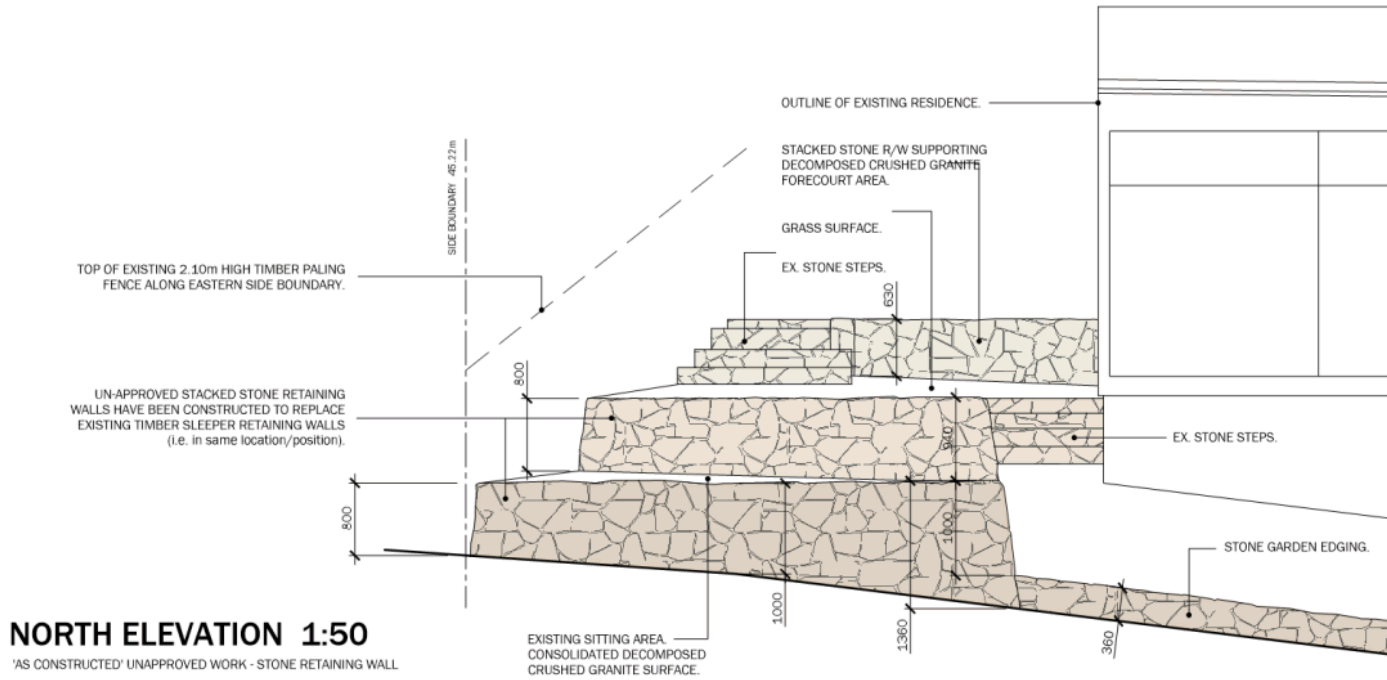 OUTLINE OF EXISTING RESIDENCE.
STACKED STONE R/W SUPPORTING
DECOMPOSED CRUSHED GRANITE
FORECOURT AREA.
SIDE BOUNDARY 45.22m
GRASS SURFACE.
EX. STONE STEPS.
TOP OF EXISTING 2.10m HIGH TIMBER PALING
FENCE ALONG EASTERN SIDE BOUNDARY.
630
800
UN-APPROVED STACKED STONE RETAINING
WALLS HAVE BEEN CONSTRUCTED TO REPLACE
EXISTING TIMBER SLEEPER RETAINING WALLS
(i.e. in same location/position).
940
EX. STONE STEPS.
800
1000
STONE GARDEN EDGING.
1000
1360
360
NORTH ELEVATION 1:50
'AS CONSTRUCTED' UNAPPROVED WORK - STONE RETAINING WALL
EXISTING SITTING AREA.
CONSOLIDATED DECOMPOSED
CRUSHED GRANITE SURFACE.